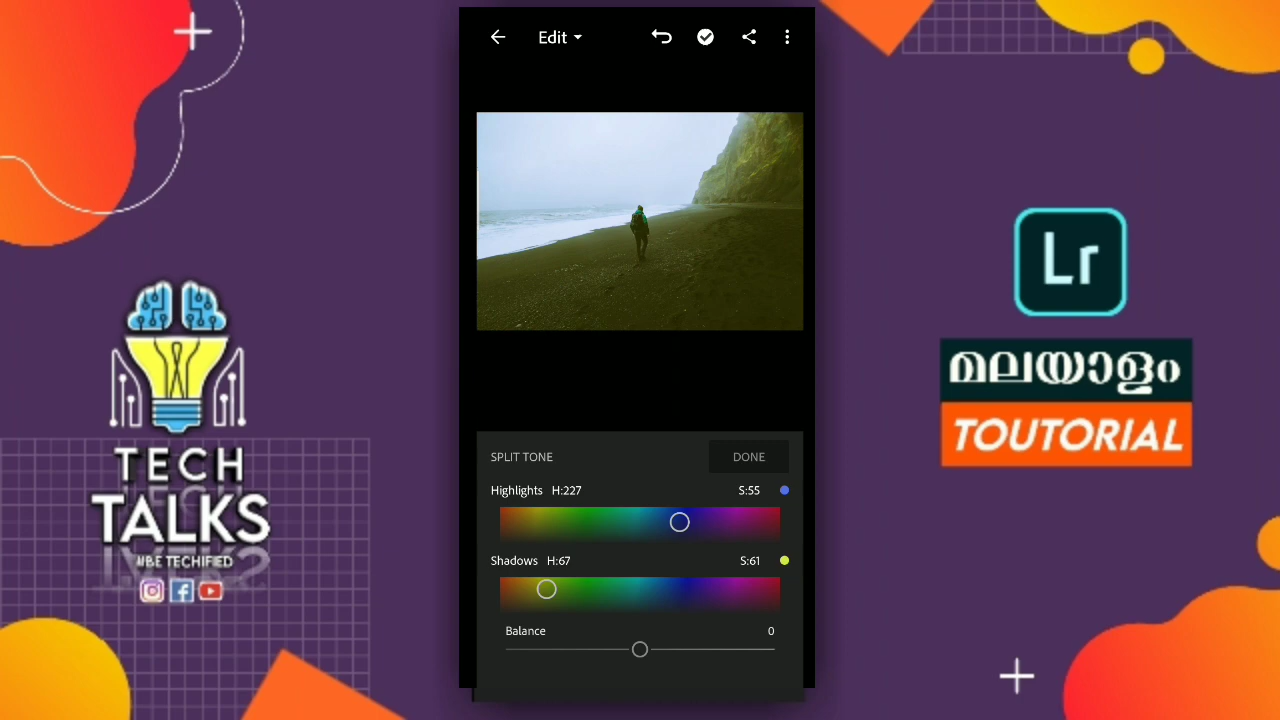 Edit
TECH
TALKS
#BE TECHIFIED
Lr
മലയാളം
TOUTORIAL
SPLIT TONE
DONE
Highlights H:227 S:55
Shadows H:67 S:61
Balance 0